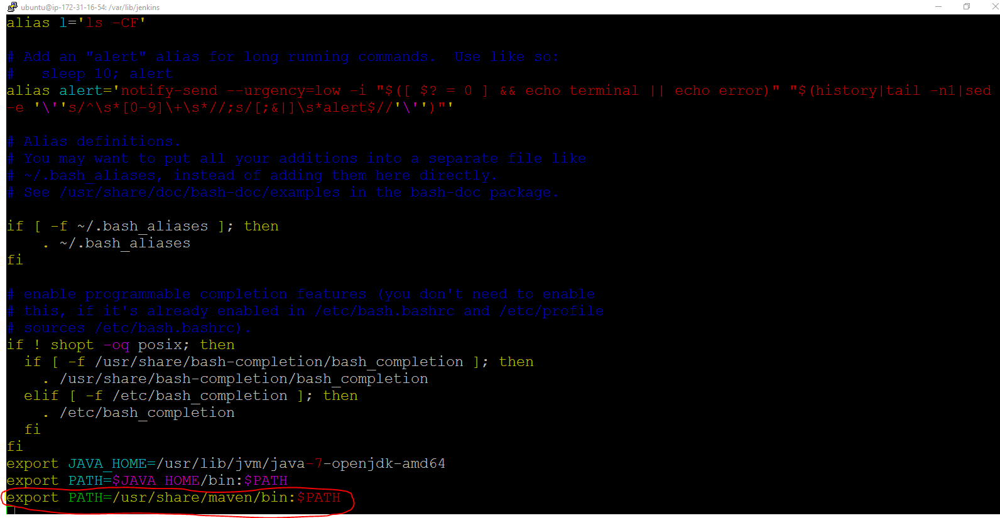 ubuntu@ip-172-31-16-54: /var/lib/jenkins
alias l='ls -CF'
# Add an "alert" alias for long running commands.  Use like so:
#   sleep 10; alert
alias alert='notify-send --urgency=low -i "$([ $? = 0 ] && echo terminal || echo error)" "$(history|tail -n1|sed
-e '\''s/^\s*[0-9]\+\s*//;s/[;&|]\s*alert$//'\'')"'
# Alias definitions.
# You may want to put all your additions into a separate file like
# ~/.bash_aliases, instead of adding them here directly.
# See /usr/share/doc/bash-doc/examples in the bash-doc package.
if [ -f ~/.bash_aliases ]; then
    . ~/.bash_aliases
fi
# enable programmable completion features (you don't need to enable
# this, if it's already enabled in /etc/bash.bashrc and /etc/profile
# sources /etc/bash.bashrc).
if ! shopt -oq posix; then
  if [ -f /usr/share/bash-completion/bash_completion ]; then
    . /usr/share/bash-completion/bash_completion
  elif [ -f /etc/bash_completion ]; then
    . /etc/bash_completion
  fi
fi
export JAVA_HOME=/usr/lib/jvm/java-7-openjdk-amd64
export PATH=$JAVA_HOME/bin:$PATH
export PATH=/usr/share/maven/bin:$PATH